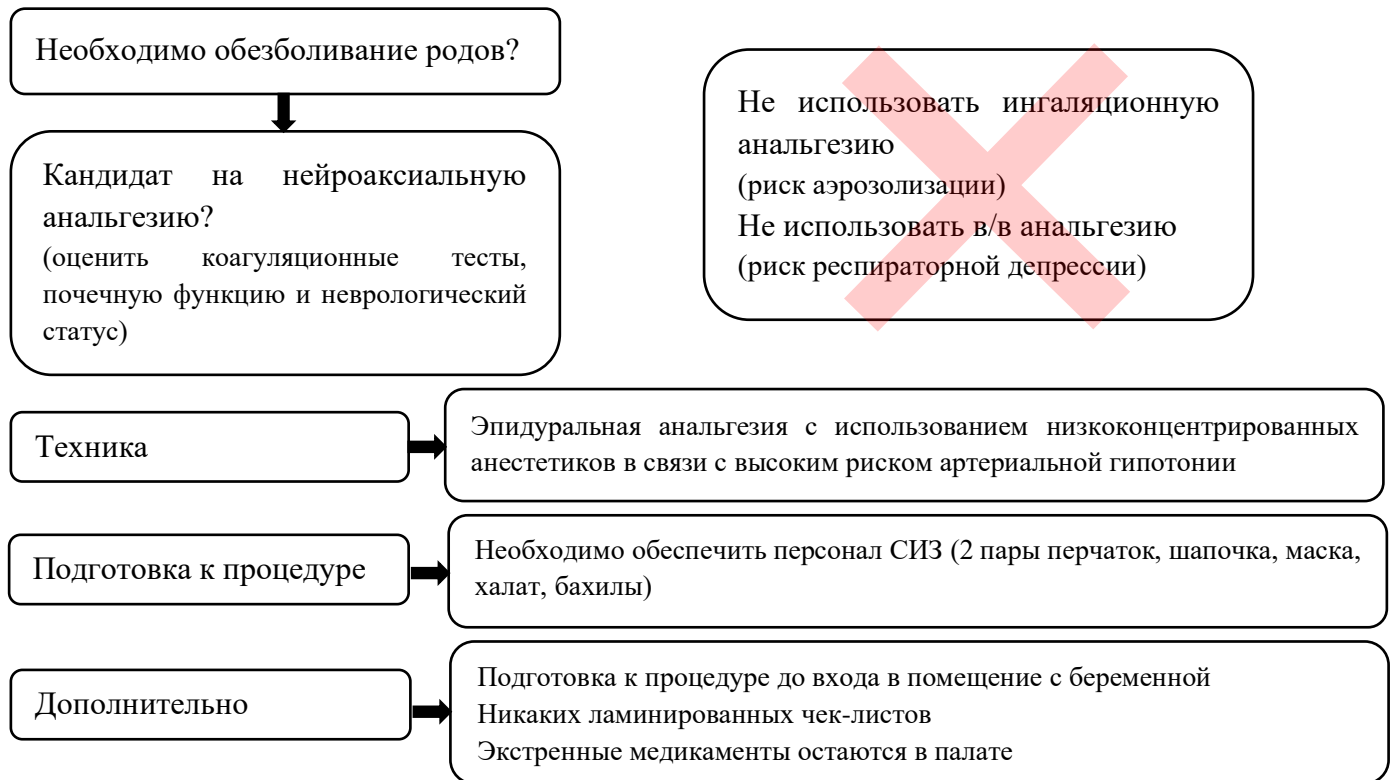 Необходимо обезболивание родов?
Кандидат на нейроаксиальную
анальгезию?
(оценить коагуляционные тесты,
почечную функцию и неврологический
статус)
Не использовать ингаляционную
анальгезию
(риск аэрозолизации)
Не использовать в/в анальгезию
(риск респираторной депрессии)
Техника
Эпидуральная анальгезия с использованием низкоконцентрированных
анестетиков в связи с высоким риском артериальной гипотонии
Подготовка к процедуре
Необходимо обеспечить персонал СИЗ (2 пары перчаток, шапочка, маска,
халат, бахилы)
Дополнительно
Подготовка к процедуре до входа в помещение с беременной
Никаких ламинированных чек-листов
Экстренные медикаменты остаются в палате